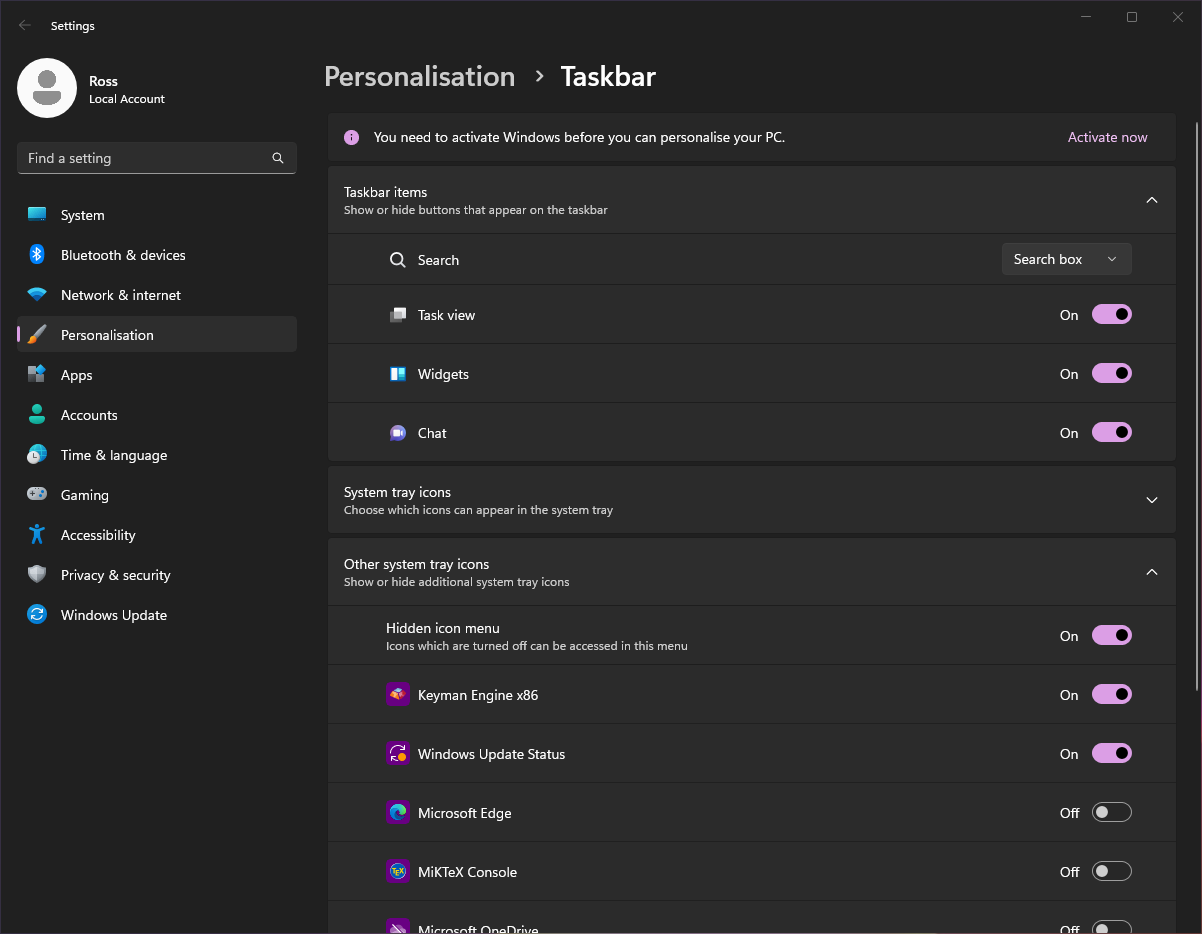 Settings
Ross
Local Account
Find a setting
System
Bluetooth & devices
Network & internet
Personalisation
Apps
Accounts
Time & language
Gaming
Accessibility
Privacy & security
Windows Update
Personalisation › Taskbar
You need to activate Windows before you can personalise your PC. Activate now
Taskbar items
Show or hide buttons that appear on the taskbar
Search Search box
Task view On
Widgets On
Chat On
System tray icons
Choose which icons can appear in the system tray
Other system tray icons
Show or hide additional system tray icons
Hidden icon menu
Icons which are turned off can be accessed in this menu
On
Keyman Engine x86 On
Windows Update Status On
Microsoft Edge Off
TEX
MiKTeX Console Off
Microsoft OneDrive Off